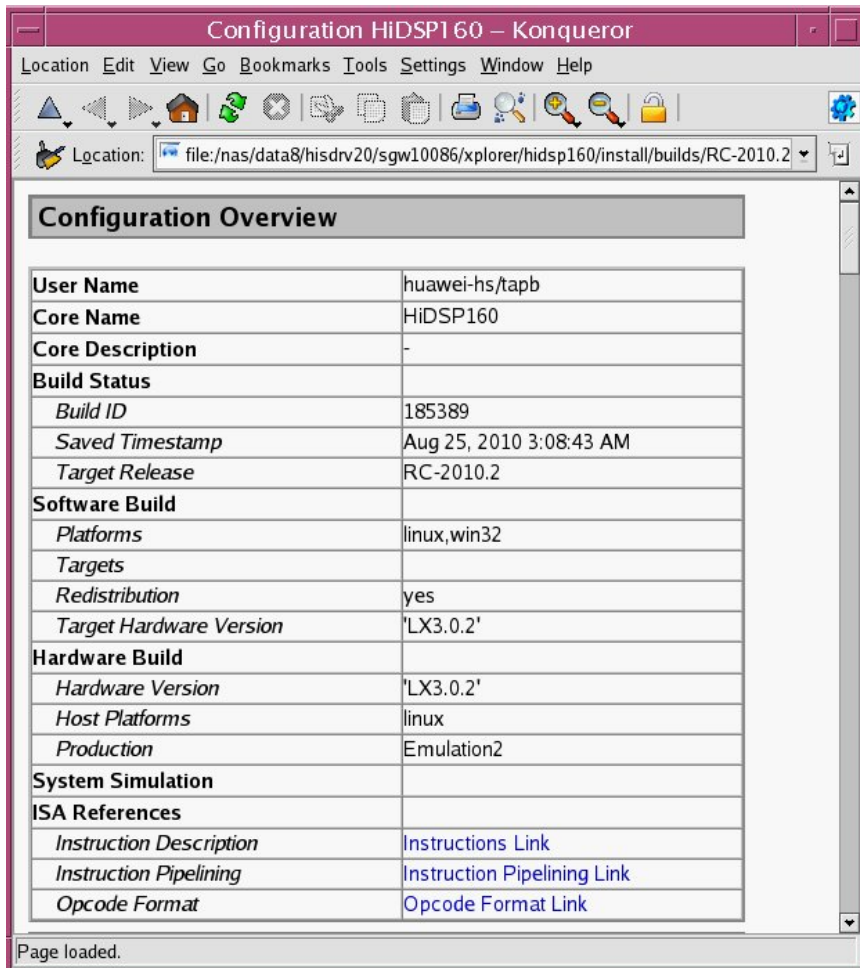 Configuration HiDSP160 – Konqueror
Location Edit View Go Bookmarks Tools Settings Window Help
Location: file:/nas/data8/hisdrv20/sgw10086/xplorer/hidsp160/install/builds/RC-2010.2
Configuration Overview
User Name huawei-hs/tapb
Core Name HiDSP160
Core Description -
Build Status
Build ID 185389
Saved Timestamp Aug 25, 2010 3:08:43 AM
Target Release RC-2010.2
Software Build
Platforms linux,win32
Targets
Redistribution yes
Target Hardware Version 'LX3.0.2'
Hardware Build
Hardware Version 'LX3.0.2'
Host Platforms linux
Production Emulation2
System Simulation
ISA References
Instruction Description Instructions Link
Instruction Pipelining Instruction Pipelining Link
Opcode Format Opcode Format Link
Page loaded.